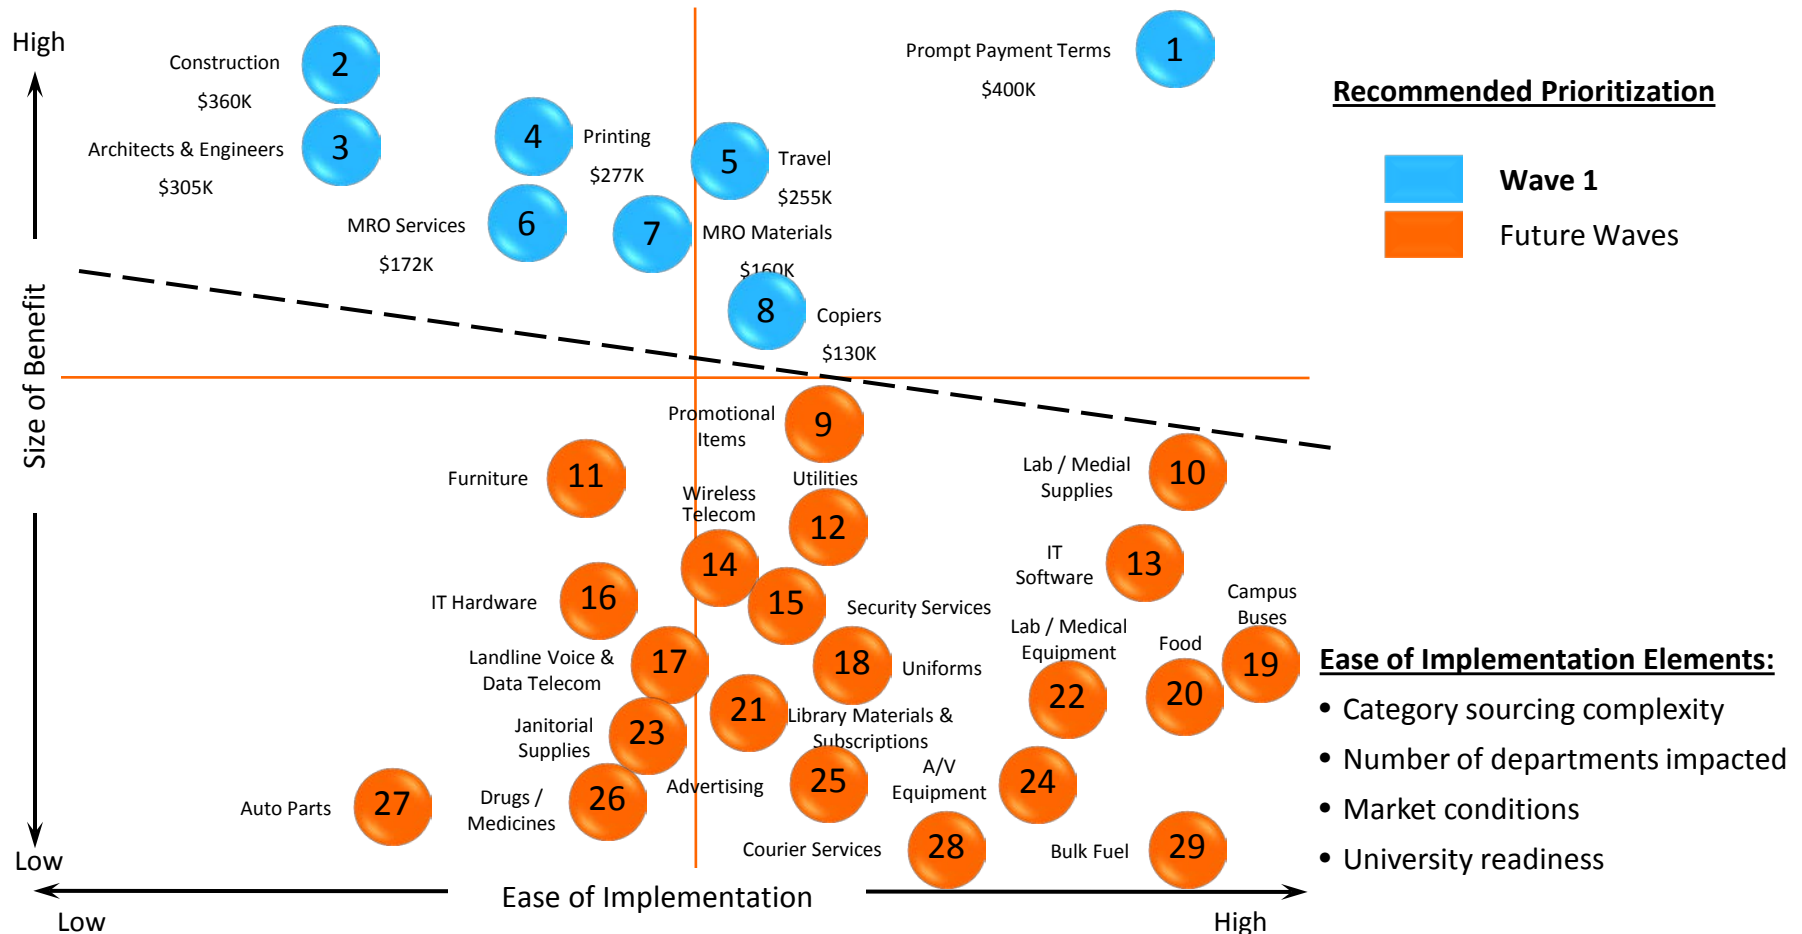 High
Construction
$360K
2
Architects & Engineers
$305K
3
4
Printing
$277K
MRO Services
$172K
6
7
MRO Materials
$160K
5
Travel
$255K
Prompt Payment Terms
$400K
1
8
Copiers
$130K
Recommended Prioritization
Wave 1
Future Waves
Size of Benefit
Promotional
Items
9
Furniture
11
Wireless
Telecom
14
Utilities
12
Lab / Medial
Supplies
10
IT
Software
13
IT Hardware
16
15
Security Services
Campus
Buses
19
Landline Voice &
Data Telecom
17
18
Uniforms
Lab / Medical
Equipment
22
Food
20
Janitorial
Supplies
23
21
Library Materials &
Subscriptions
Advertising
25
A/V
Equipment
24
Auto Parts
27
Drugs /
Medicines
26
Courier Services
28
Bulk Fuel
29
Ease of Implementation Elements:
• Category sourcing complexity
• Number of departments impacted
• Market conditions
• University readiness
Low
Low
Ease of Implementation
High